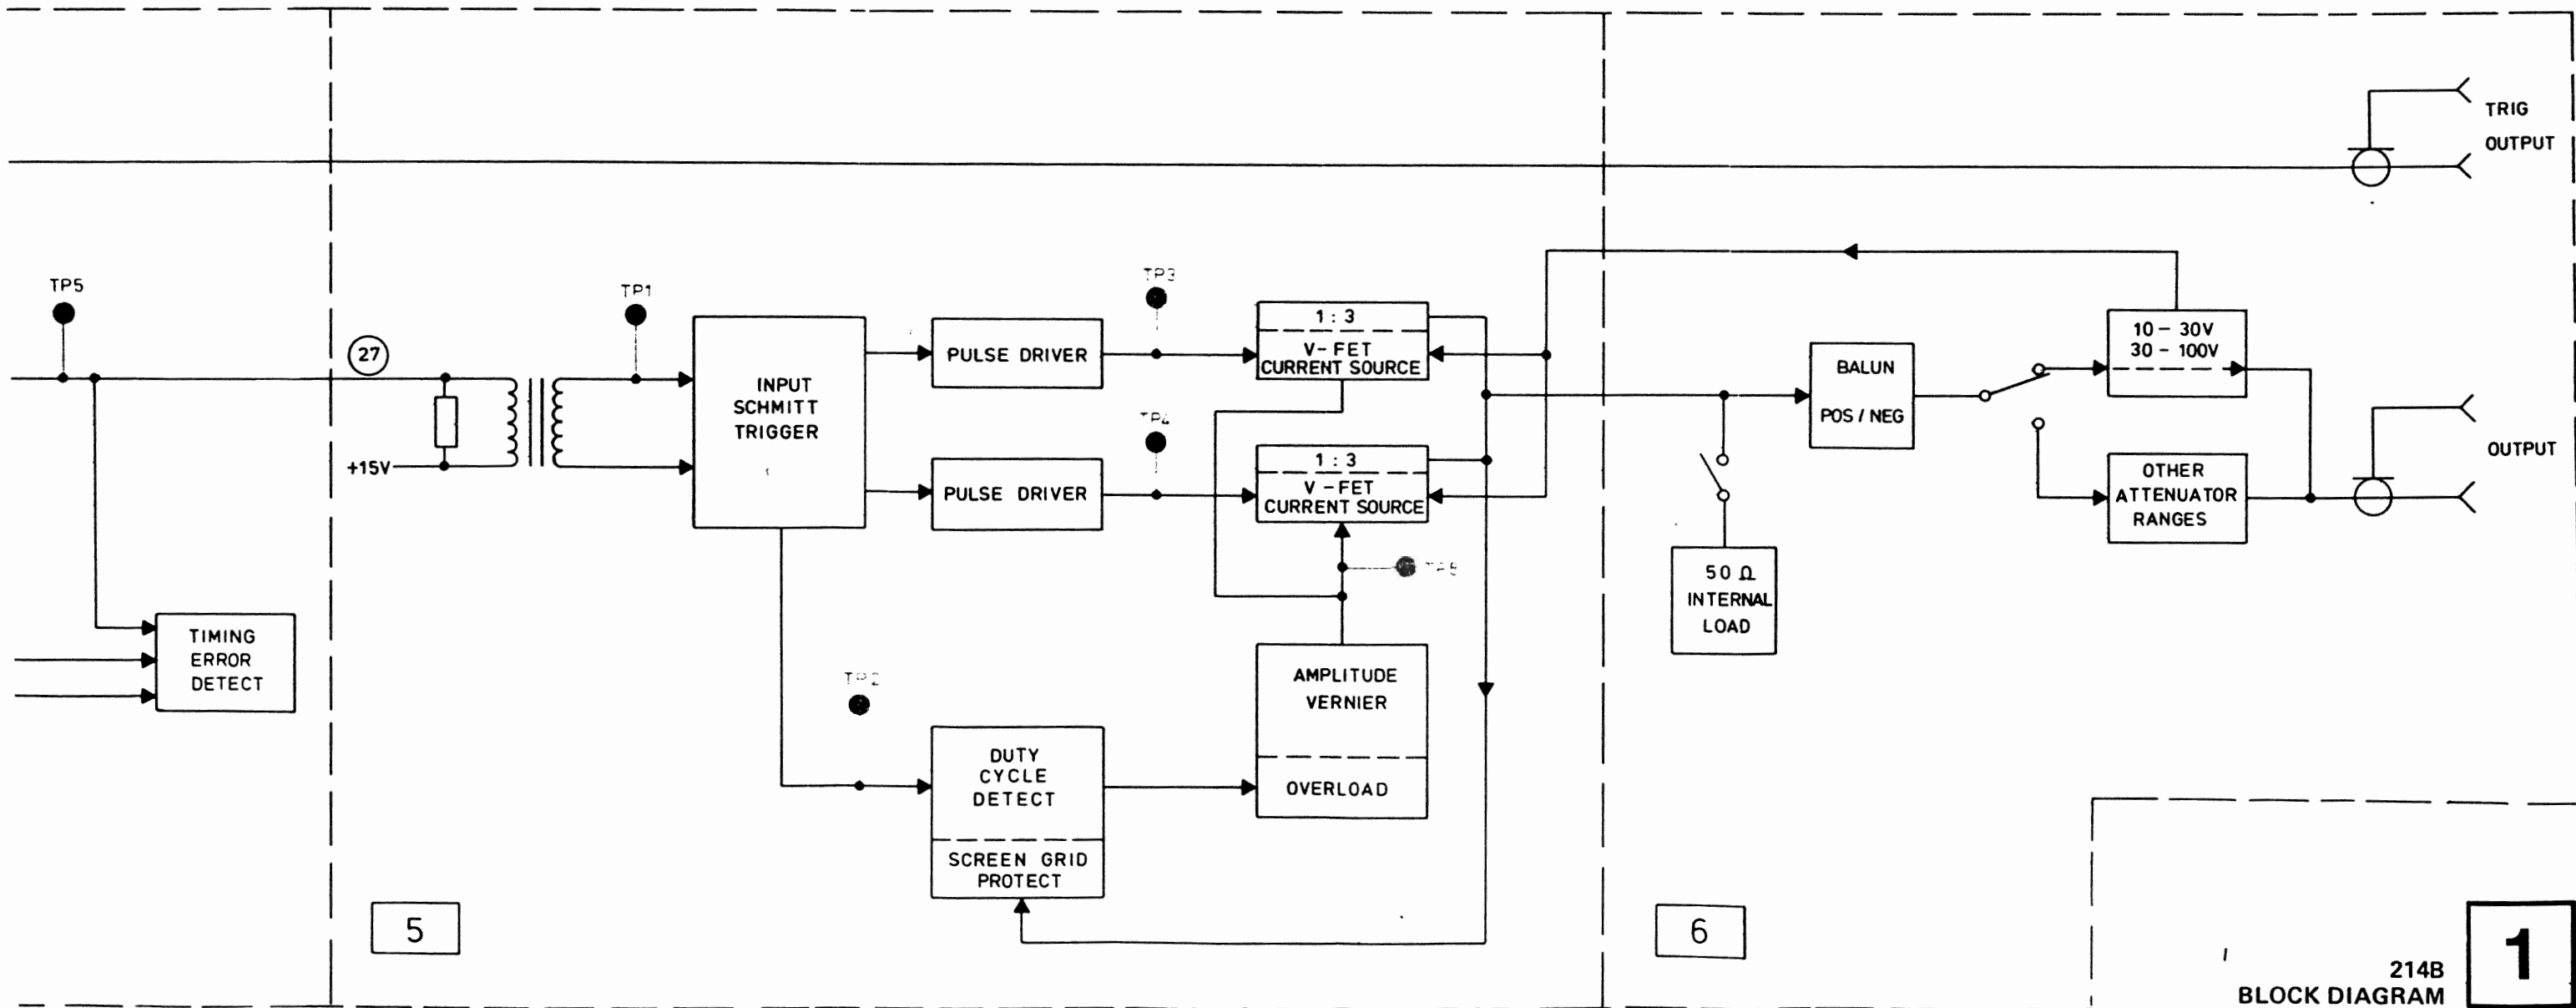 TRIG
OUTPUT
TP5
TP1
TP3
27
1 : 3
V-FET
CURRENT SOURCE
PULSE DRIVER
INPUT
SCHMITT
TRIGGER
+15V
TP4
1 : 3
V-FET
CURRENT SOURCE
PULSE DRIVER
10 - 30V
30 - 100V
BALUN
POS / NEG
OUTPUT
OTHER
ATTENUATOR
RANGES
50 Ω
INTERNAL
LOAD
TIMING
ERROR
DETECT
TP2
AMPLITUDE
VERNIER
OVERLOAD
DUTY
CYCLE
DETECT
SCREEN GRID
PROTECT
5
6
214B
BLOCK DIAGRAM
1